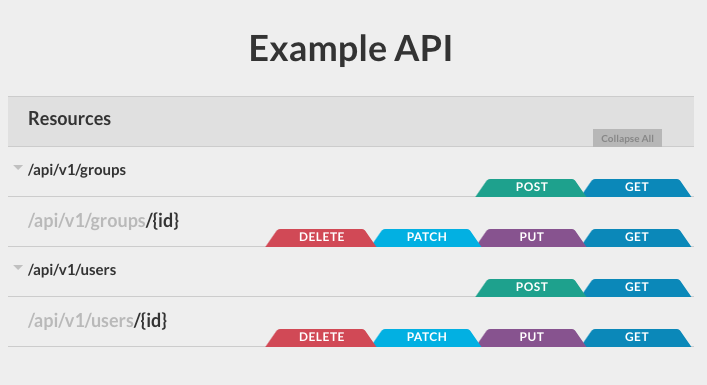 Example API
Resources
Collapse All
/api/v1/groups
POST GET
/api/v1/groups/{id}
DELETE PATCH PUT GET
/api/v1/users
POST GET
/api/v1/users/{id}
DELETE PATCH PUT GET